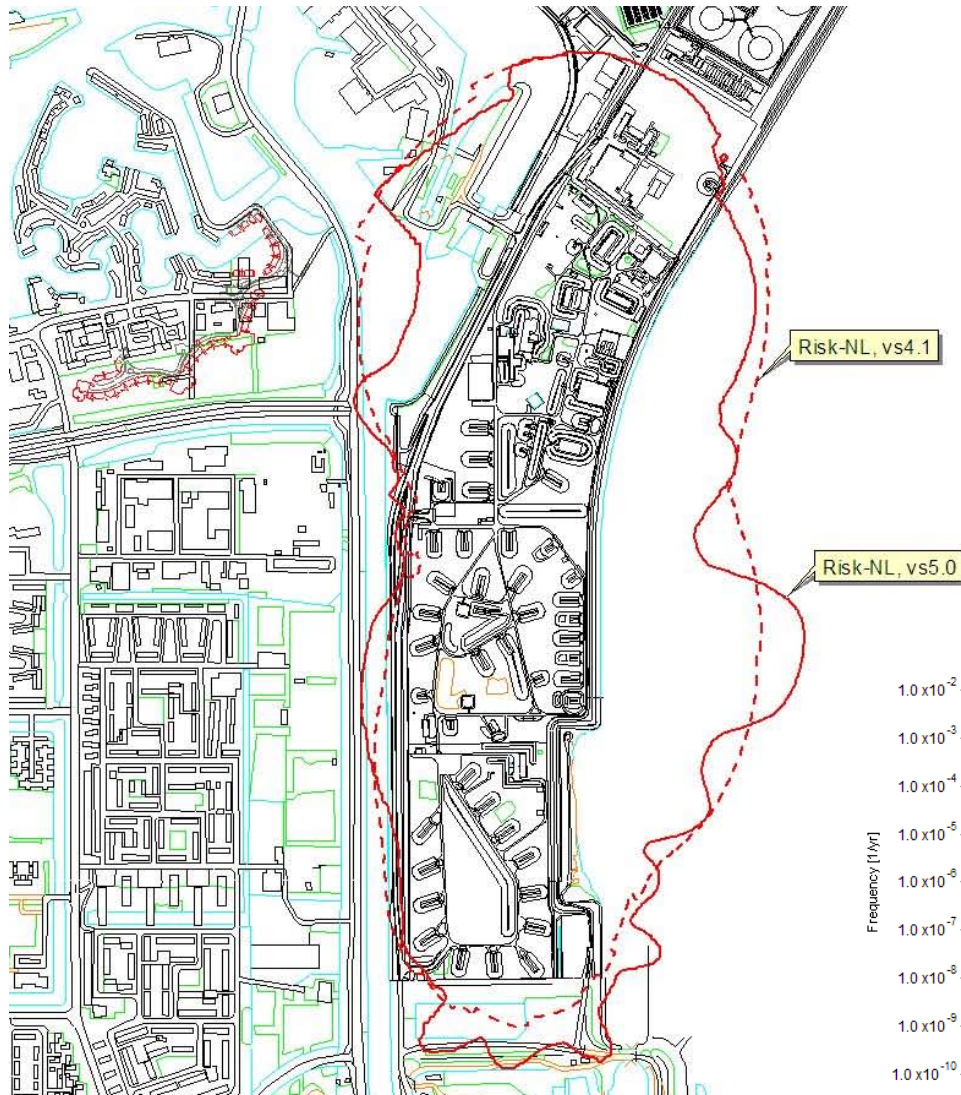 Risk-NL, vs4.1
Risk-NL, vs5.0
Frequency [1/yr]
1.0 x10⁻²
1.0 x10⁻³
1.0 x10⁻⁴
1.0 x10⁻⁵
1.0 x10⁻⁶
1.0 x10⁻⁷
1.0 x10⁻⁸
1.0 x10⁻⁹
1.0 x10⁻¹⁰